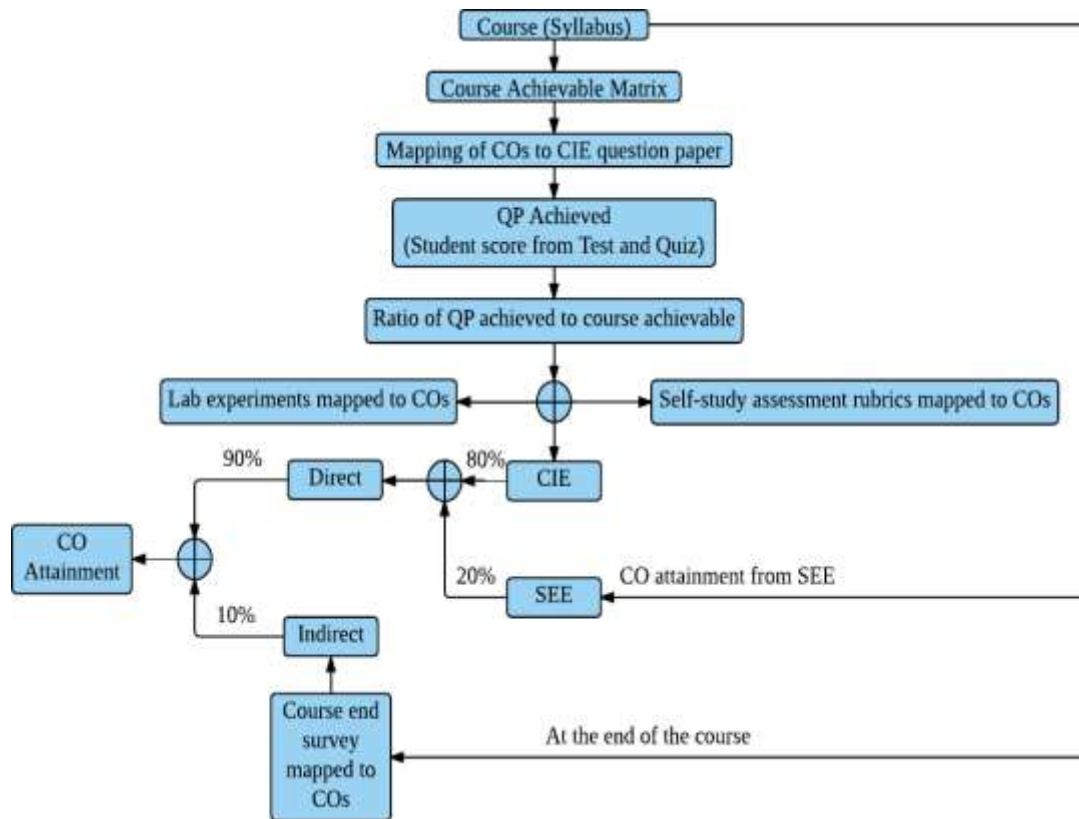 Course (Syllabus)
Course Achievable Matrix
Mapping of COs to CIE question paper
QP Achieved
(Student score from Test and Quiz)
Ratio of QP achieved to course achievable
Lab experiments mapped to COs
Self-study assessment rubrics mapped to COs
90%
Direct
80%
CIE
CO
Attainment
20%
SEE
CO attainment from SEE
10%
Indirect
Course end
survey
mapped to
COs
At the end of the course